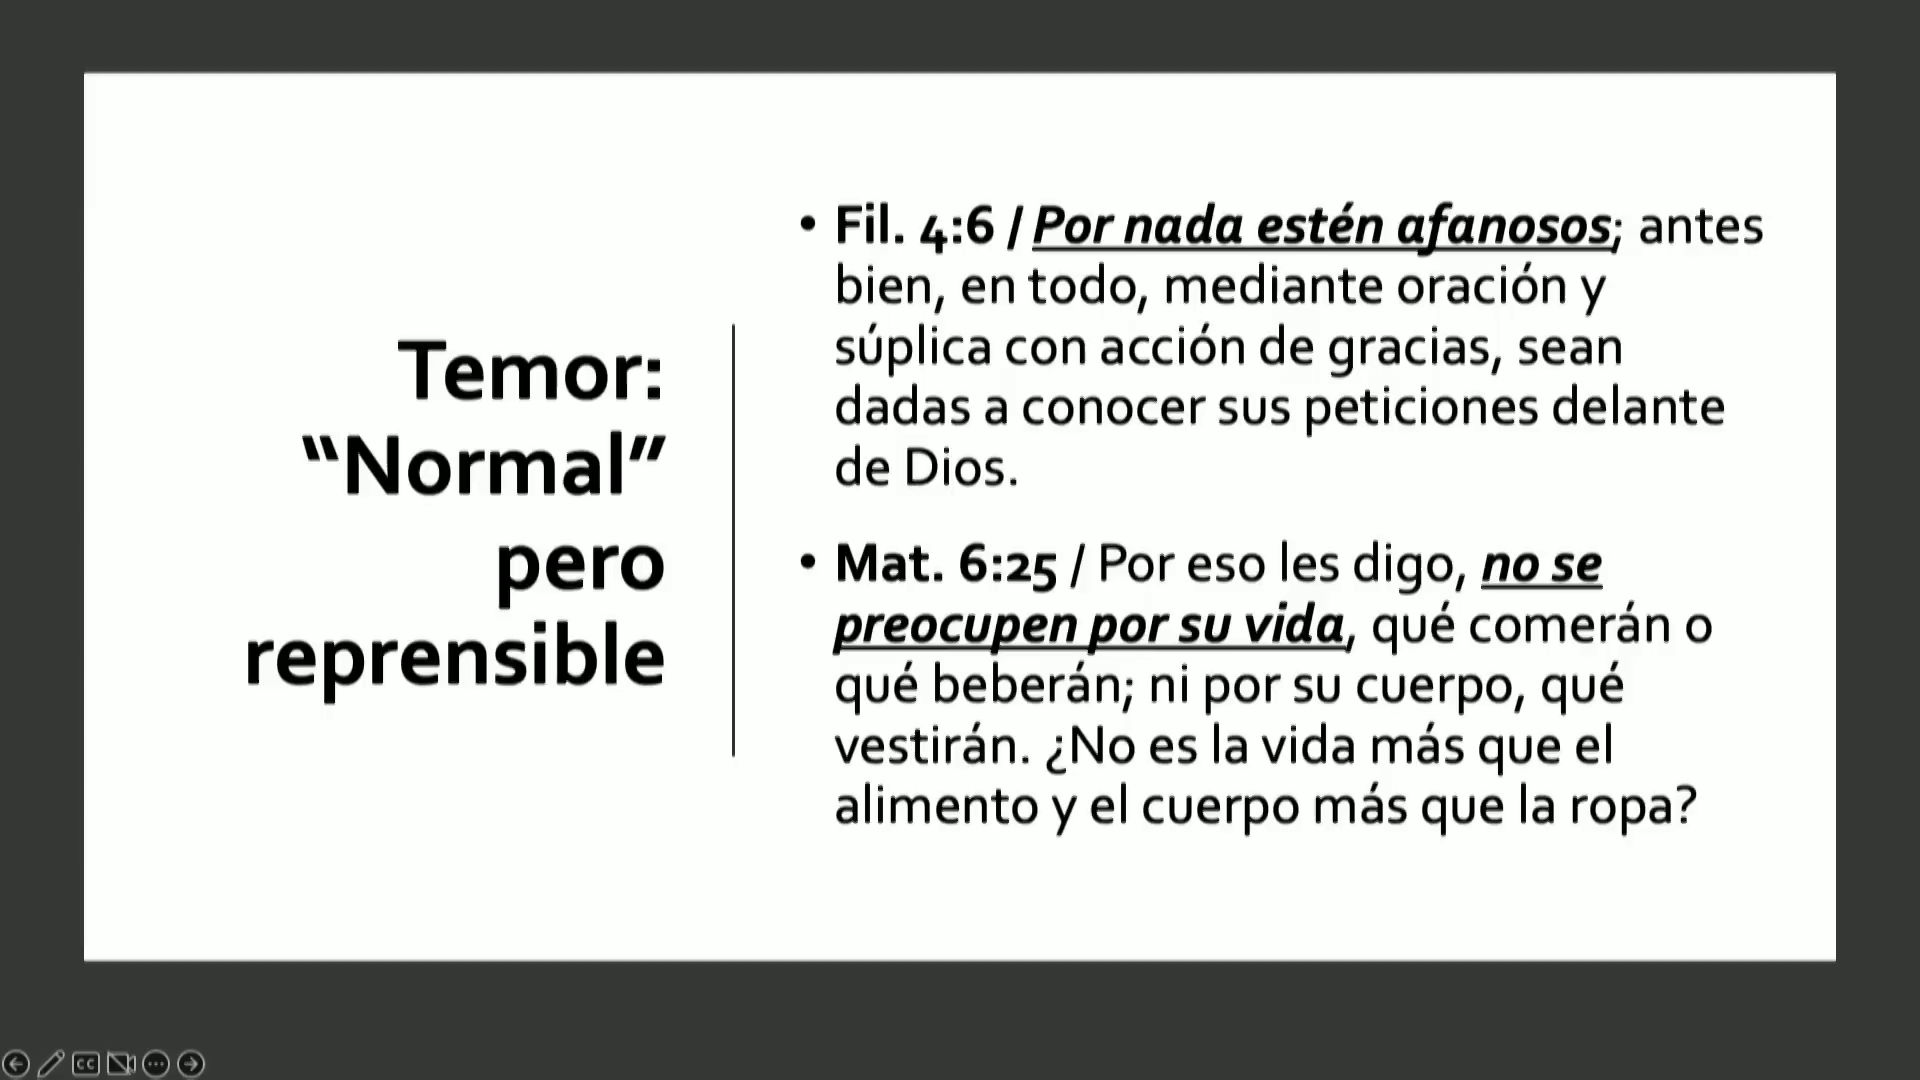 Temor:
“Normal”
pero
reprensible
• Fil. 4:6 / Por nada estén afanosos; antes
bien, en todo, mediante oración y
súplica con acción de gracias, sean
dadas a conocer sus peticiones delante
de Dios.
• Mat. 6:25 / Por eso les digo, no se
preocupen por su vida, qué comerán o
qué beberán; ni por su cuerpo, qué
vestirán. ¿No es la vida más que el
alimento y el cuerpo más que la ropa?
CC